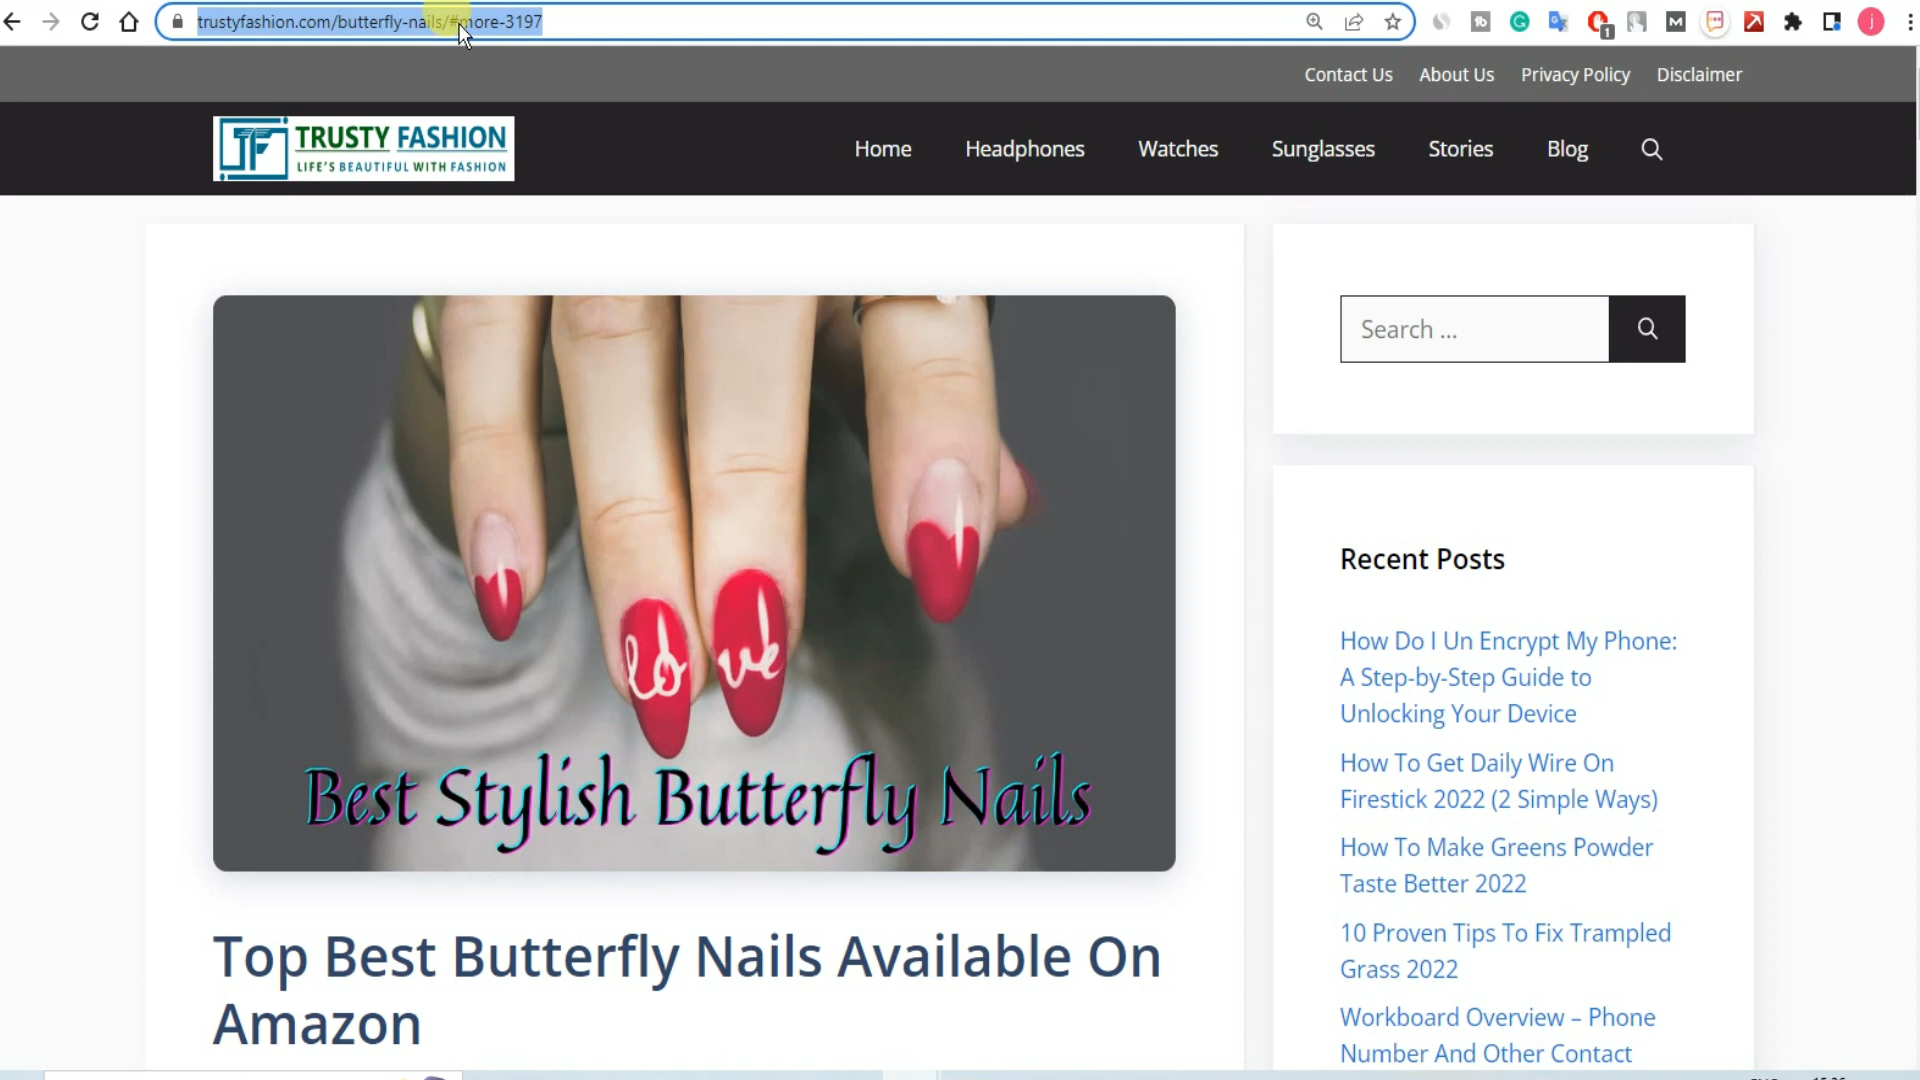 trustyfashion.com/butterfly-nails/#more-3197
1
j
Contact Us About Us Privacy Policy Disclaimer
TRUSTY FASHION
LIFE'S BEAUTIFUL WITH FASHION
Home Headphones Watches Sunglasses Stories Blog
Search ...
lo ve
Best Stylish Butterfly Nails
Top Best Butterfly Nails Available On
Amazon
Recent Posts
How Do I Un Encrypt My Phone:
A Step-by-Step Guide to
Unlocking Your Device
How To Get Daily Wire On
Firestick 2022 (2 Simple Ways)
How To Make Greens Powder
Taste Better 2022
10 Proven Tips To Fix Trampled
Grass 2022
Workboard Overview – Phone
Number And Other Contact